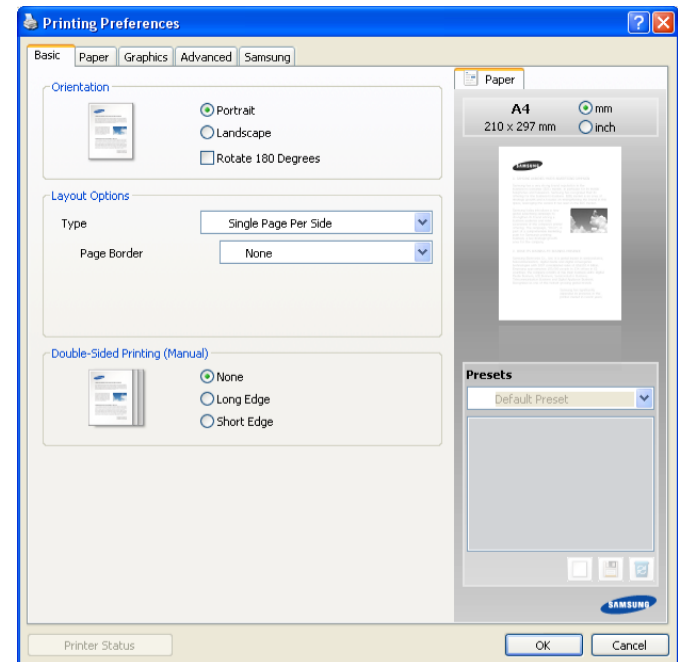 Printing Preferences
Basic Paper Graphics Advanced Samsung
Orientation
Portrait
Landscape
Rotate 180 Degrees
Layout Options
Type Single Page Per Side
Page Border None
Double-Sided Printing (Manual)
None
Long Edge
Short Edge
Paper
A4
210 x 297 mm
mm
inch
SAMSUNG
Presets
Default Preset
SAMSUNG
Printer Status
OK Cancel